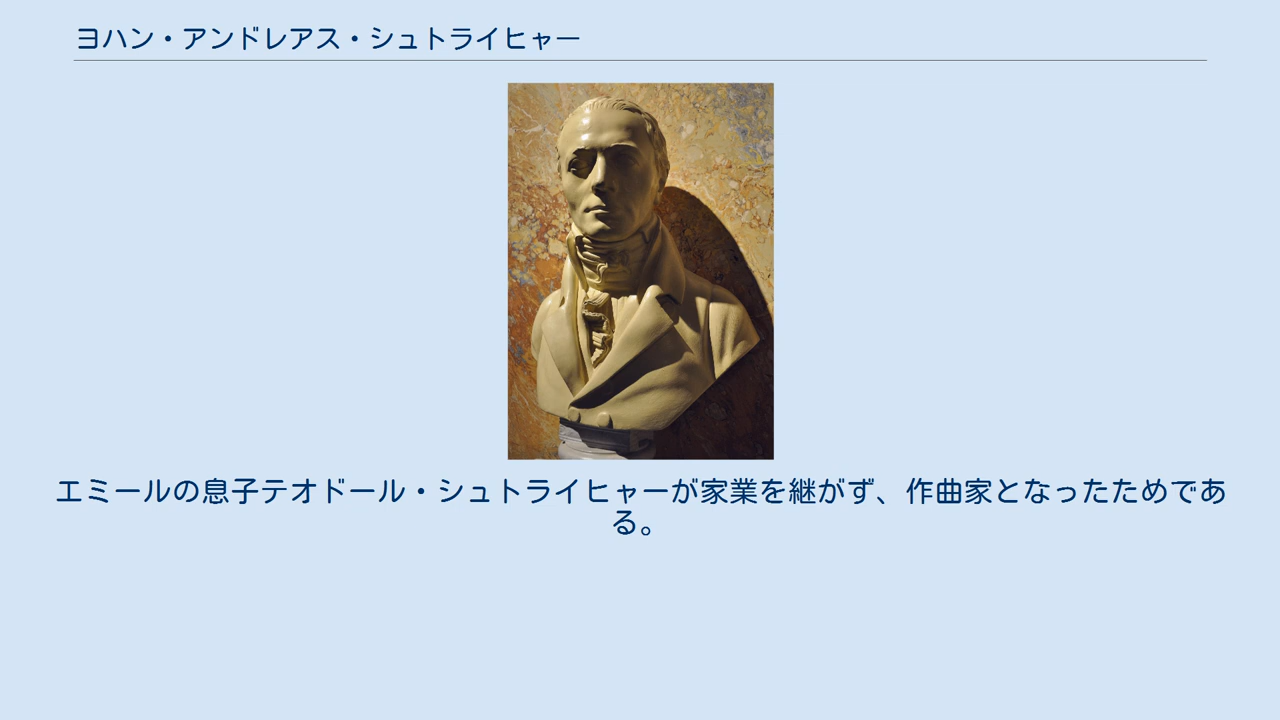 ヨハン・アンドレアス・シュトライヒャー
エミールの息子テオドール・シュトライヒャーが家業を継がず、作曲家となったためであ
る。